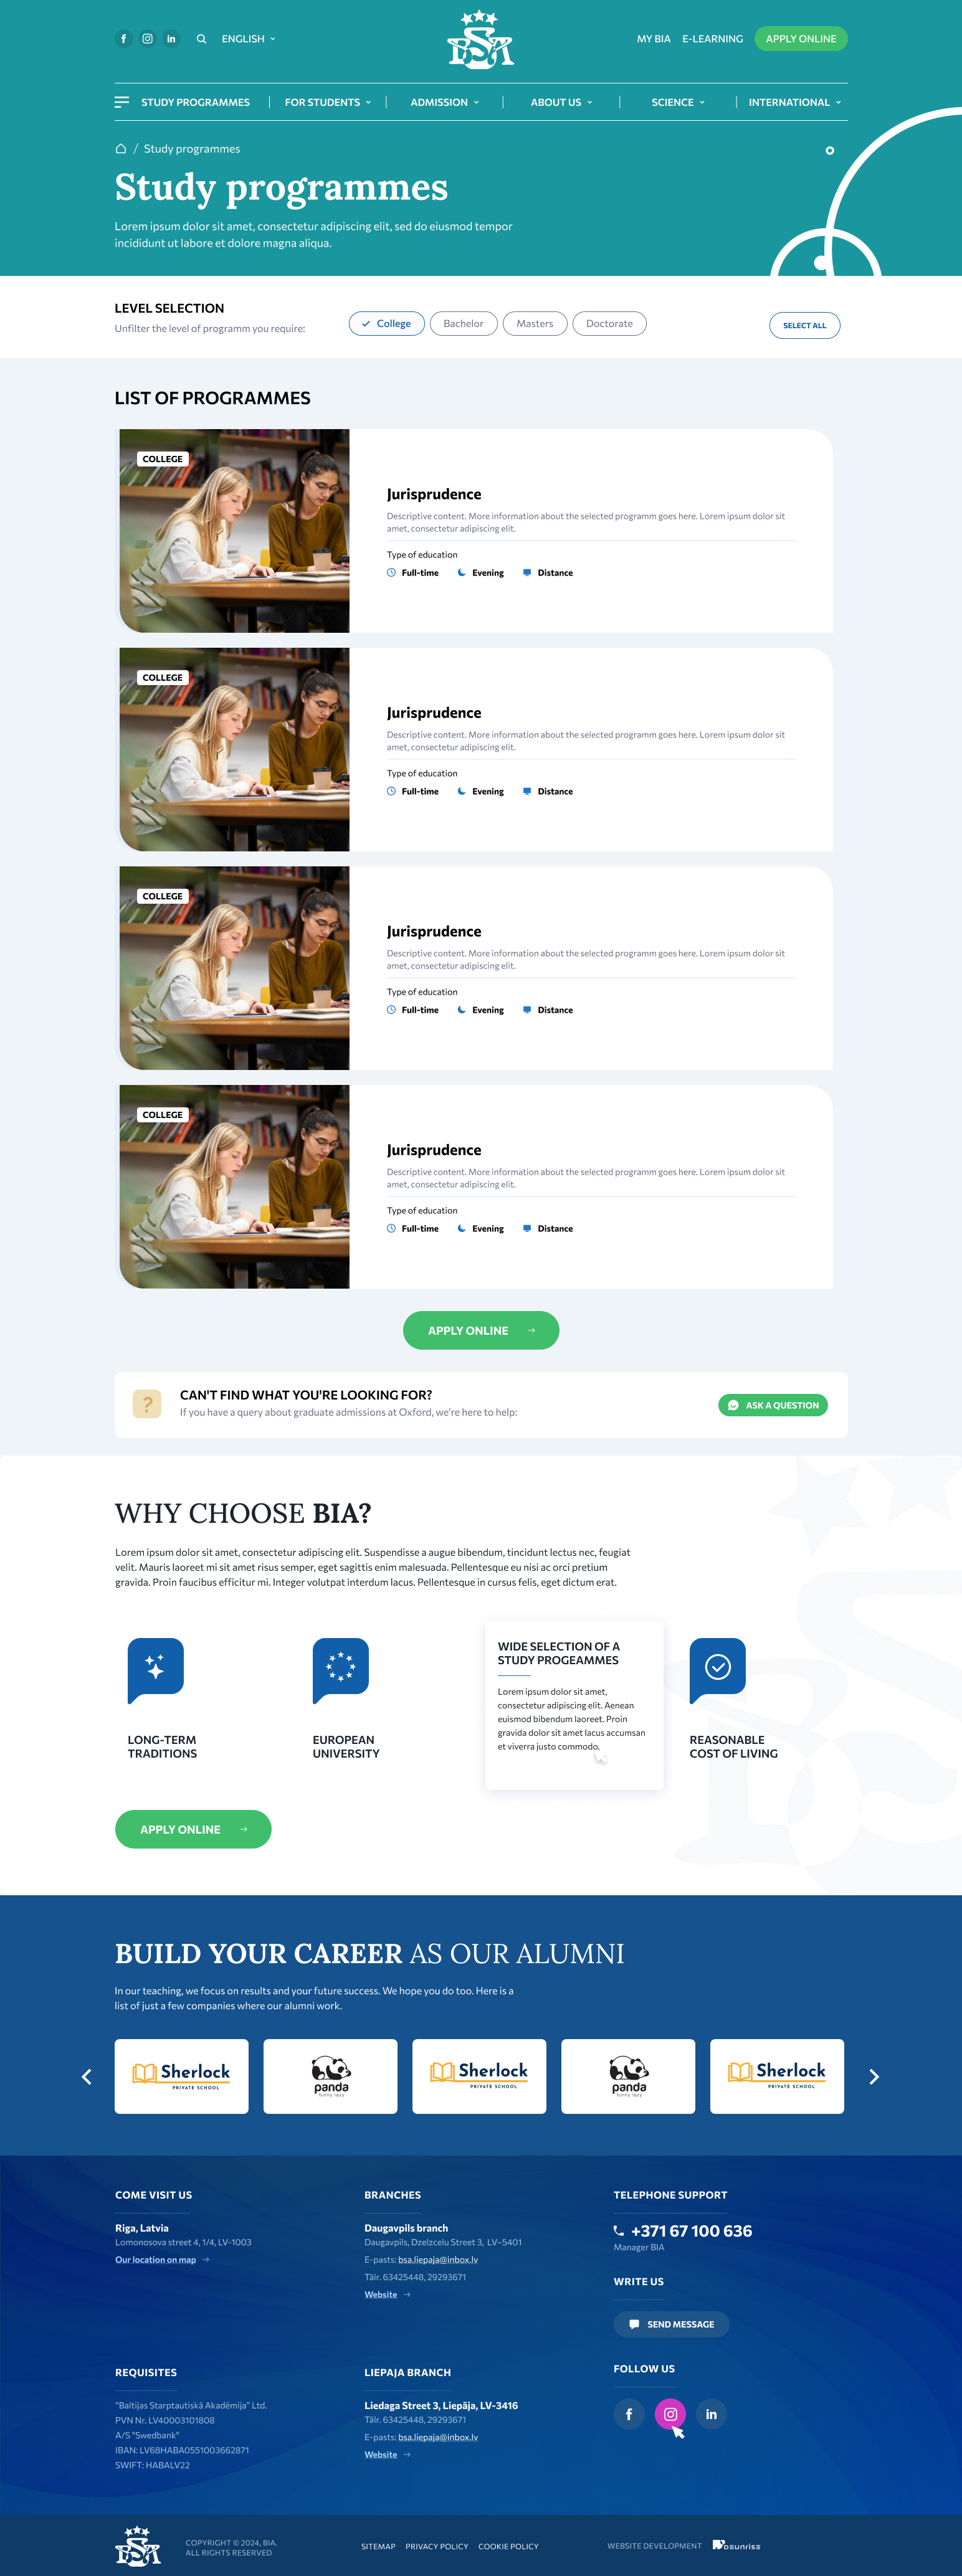 ENGLISH
BSA
MY BIA
E-LEARNING
APPLY ONLINE
STUDY PROGRAMMES
FOR STUDENTS
ADMISSION
ABOUT US
SCIENCE
INTERNATIONAL
/ Study programmes
Study programmes
Lorem ipsum dolor sit amet, consectetur adipiscing elit, sed do eiusmod tempor
incididunt ut labore et dolore magna aliqua.
LEVEL SELECTION
Unfilter the level of programm you require:
College
Bachelor
Masters
Doctorate
SELECT ALL
LIST OF PROGRAMMES
COLLEGE
Jurisprudence
Descriptive content. More information about the selected programm goes here. Lorem ipsum dolor sit
amet, consectetur adipiscing elit.
Type of education
Full-time
Evening
Distance
COLLEGE
Jurisprudence
Descriptive content. More information about the selected programm goes here. Lorem ipsum dolor sit
amet, consectetur adipiscing elit.
Type of education
Full-time
Evening
Distance
COLLEGE
Jurisprudence
Descriptive content. More information about the selected programm goes here. Lorem ipsum dolor sit
amet, consectetur adipiscing elit.
Type of education
Full-time
Evening
Distance
COLLEGE
Jurisprudence
Descriptive content. More information about the selected programm goes here. Lorem ipsum dolor sit
amet, consectetur adipiscing elit.
Type of education
Full-time
Evening
Distance
APPLY ONLINE
?
CAN'T FIND WHAT YOU'RE LOOKING FOR?
If you have a query about graduate admissions at Oxford, we're here to help:
ASK A QUESTION
WHY CHOOSE BIA?
Lorem ipsum dolor sit amet, consectetur adipiscing elit. Suspendisse a augue bibendum, tincidunt lectus nec, feugiat
velit. Mauris laoreet mi sit amet risus semper, eget sagittis enim malesuada. Pellentesque eu nisi ac orci pretium
gravida. Proin faucibus efficitur mi. Integer volutpat interdum lacus. Pellentesque in cursus felis, eget dictum erat.
LONG-TERM
TRADITIONS
EUROPEAN
UNIVERSITY
WIDE SELECTION OF A
STUDY PROGEAMMES
Lorem ipsum dolor sit amet,
consectetur adipiscing elit. Aenean
euismod bibendum laoreet. Proin
gravida dolor sit amet lacus accumsan
et viverra justo commodo.
REASONABLE
COST OF LIVING
APPLY ONLINE
BUILD YOUR CAREER AS OUR ALUMNI
In our teaching, we focus on results and your future success. We hope you do too. Here is a
list of just a few companies where our alumni work.
Sherlock
PRIVATE SCHOOL
panda
funny lazy
Sherlock
PRIVATE SCHOOL
panda
funny lazy
Sherlock
PRIVATE SCHOOL
COME VISIT US
Riga, Latvia
Lomonosova street 4, 1/4, LV-1003
Our location on map
BRANCHES
Daugavpils branch
Daugavpils, Dzelzcelu Street 3, LV–5401
E-pasts: bsa.liepaja@inbox.lv
Tālr. 63425448, 29293671
Website
TELEPHONE SUPPORT
+371 67 100 636
Manager BIA
WRITE US
SEND MESSAGE
REQUISITES
"Baltijas Starptautiskā Akadēmija" Ltd.
PVN Nr. LV40003101808
A/S "Swedbank"
IBAN: LV68HABA0551003662871
SWIFT: HABALV22
LIEPAJA BRANCH
Liedaga Street 3, Liepāja, LV-3416
Tālr. 63425448, 29293671
E-pasts: bsa.liepaja@inbox.lv
Website
FOLLOW US
BSA
COPYRIGHT © 2024, BIA.
ALL RIGHTS RESERVED
SITEMAP
PRIVACY POLICY
COOKIE POLICY
WEBSITE DEVELOPMENT